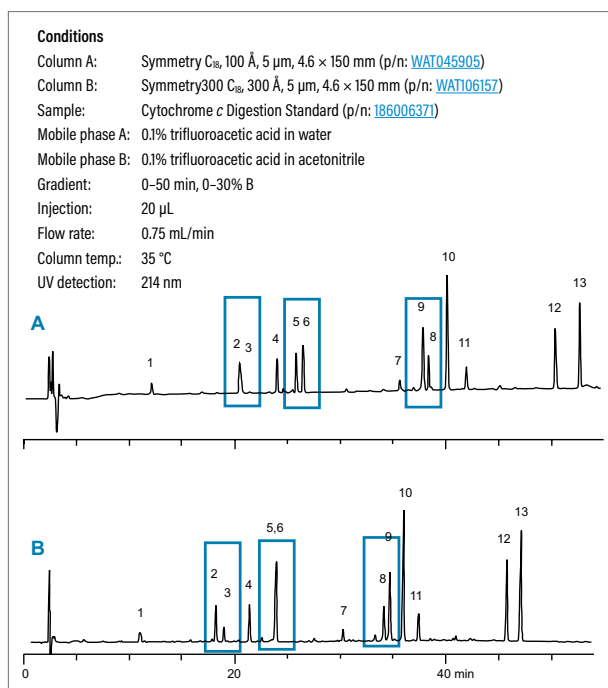 Conditions
Column A: Symmetry C₁₈, 100 Å, 5 µm, 4.6 × 150 mm (p/n: WAT045905)
Column B: Symmetry300 C₁₈, 300 Å, 5 µm, 4.6 × 150 mm (p/n: WAT106157)
Sample: Cytochrome c Digestion Standard (p/n: 186006371)
Mobile phase A: 0.1% trifluoroacetic acid in water
Mobile phase B: 0.1% trifluoroacetic acid in acetonitrile
Gradient: 0–50 min, 0–30% B
Injection: 20 µL
Flow rate: 0.75 mL/min
Column temp.: 35 °C
UV detection: 214 nm
A
1
2
3
4
5 6
7
9
8
10
11
12
13
B
1
2
3
4
5,6
7
8
9
10
11
12
13
0 20 40 min